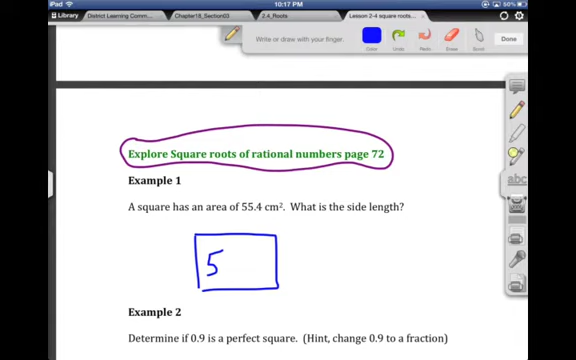 iPad
10:17 PM
50%
Library
District Learning Comm...
Chapter18_Section03
2.4_Roots
Lesson 2-4 square roots...
Write or draw with your finger.
Color
Undo
Redo
Erase
Scroll
Done
Explore Square roots of rational numbers page 72
Example 1
A square has an area of 55.4 cm². What is the side length?
5
Example 2
Determine if 0.9 is a perfect square. (Hint, change 0.9 to a fraction)
abc